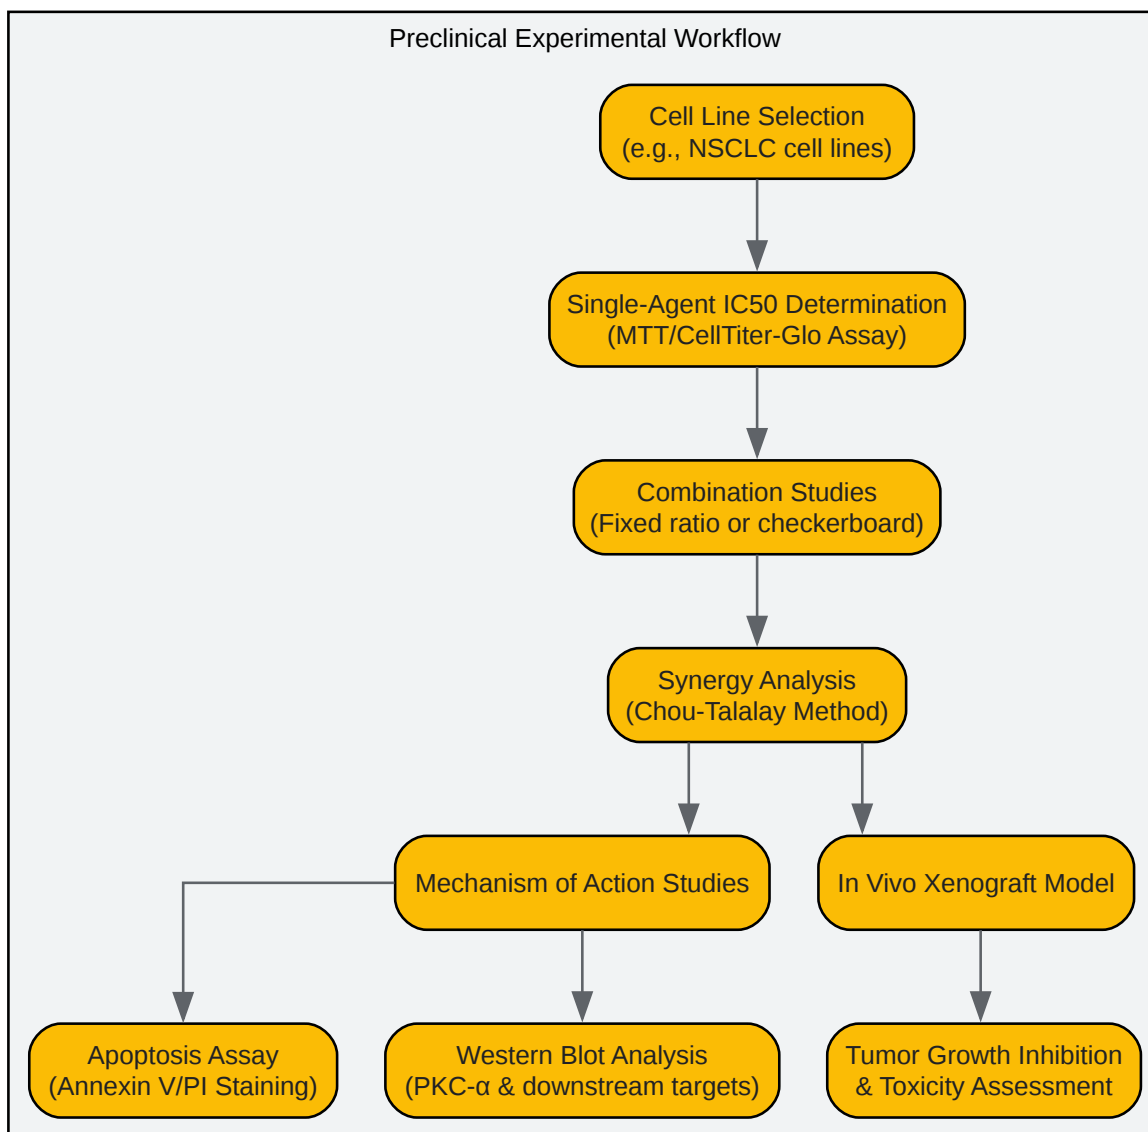 Preclinical Experimental Workflow
Cell Line Selection
(e.g., NSCLC cell lines)
Single-Agent IC50 Determination
(MTT/CellTiter-Glo Assay)
Combination Studies
(Fixed ratio or checkerboard)
Synergy Analysis
(Chou-Talalay Method)
Mechanism of Action Studies
In Vivo Xenograft Model
Apoptosis Assay
(Annexin V/PI Staining)
Western Blot Analysis
(PKC-α & downstream targets)
Tumor Growth Inhibition
& Toxicity Assessment